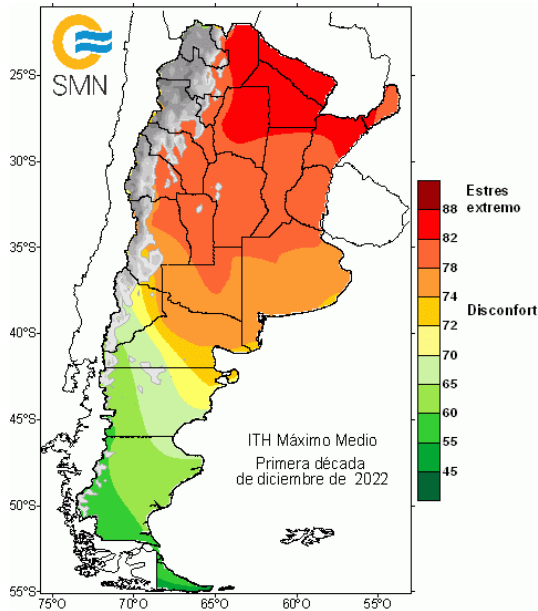 SMN
25°S
30°S
35°S
40°S
45°S
50°S
55°S
75°O
70°O
65°O
60°O
55°O
ITH Máximo Medio
Primera década
de diciembre de 2022
Estres
extremo
88
82
78
74
Disconfort
72
70
65
60
55
45